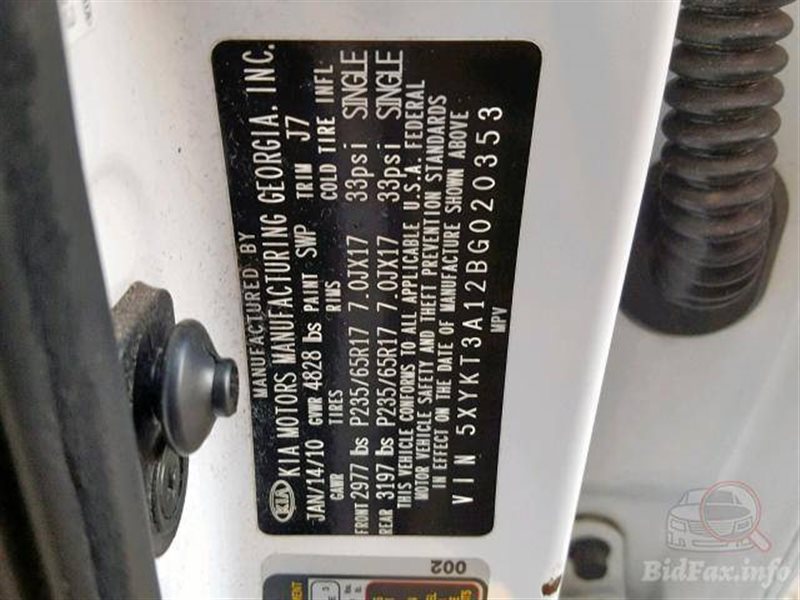 MANUFACTURED BY
KIA KIA MOTORS MANUFACTURING GEORGIA, INC.
JAN/14/10 GVWR 4828 lbs PAINT SWP TRIM J7
GAWR TIRES RIMS COLD TIRE INFL
FRONT 2977 lbs P235/65R17 7.0JX17 33psi SINGLE
REAR 3197 lbs P235/65R17 7.0JX17 33psi SINGLE
THIS VEHICLE CONFORMS TO ALL APPLICABLE U.S.A. FEDERAL
MOTOR VEHICLE SAFETY AND THEFT PREVENTION STANDARDS
IN EFFECT ON THE DATE OF MANUFACTURE SHOWN ABOVE
VIN 5XYKT3A12BG020353
MPV
002
BidFax.info